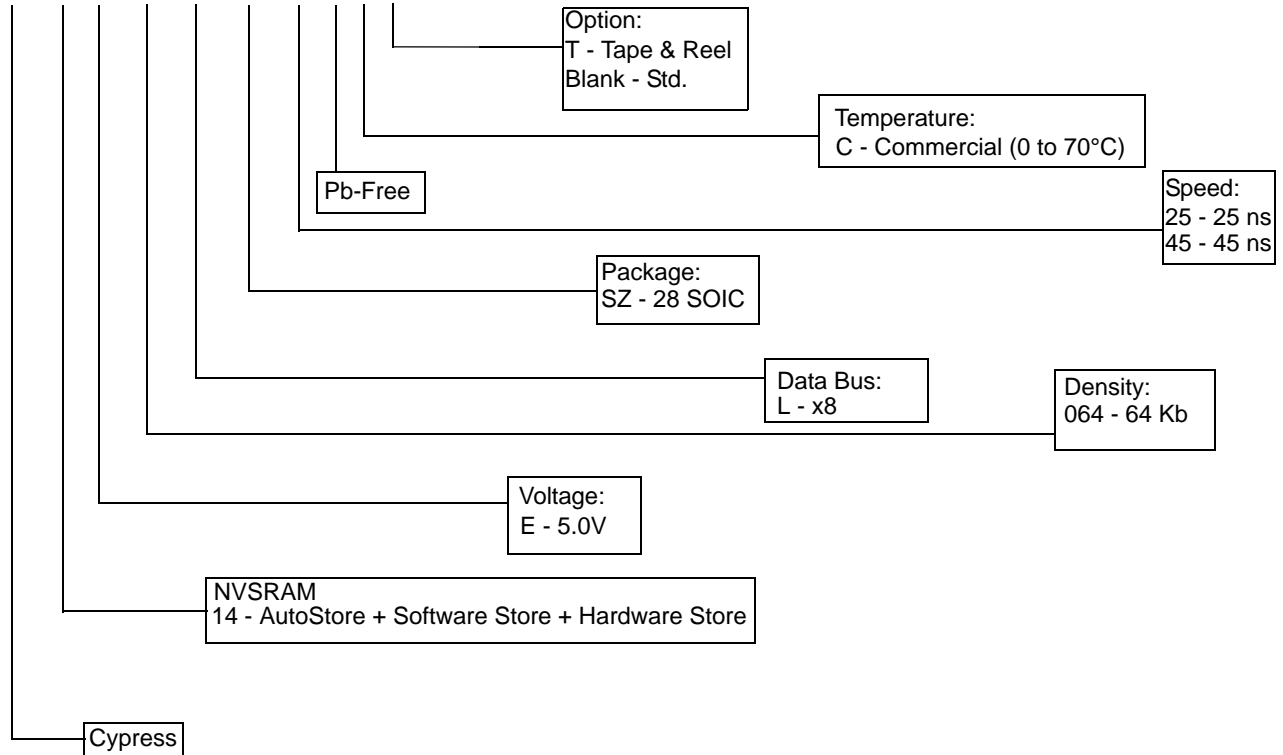 Option:
T - Tape & Reel
Blank - Std.
Temperature:
C - Commercial (0 to 70°C)
Pb-Free
Speed:
25 - 25 ns
45 - 45 ns
Package:
SZ - 28 SOIC
Data Bus:
L - x8
Density:
064 - 64 Kb
Voltage:
E - 5.0V
NVSRAM
14 - AutoStore + Software Store + Hardware Store
Cypress